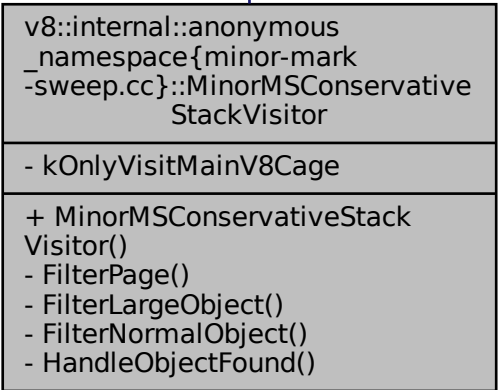 v8::internal::anonymous
_namespace{minor-mark
-sweep.cc}::MinorMSConservative
StackVisitor
- kOnlyVisitMainV8Cage
+ MinorMSConservativeStack
Visitor()
- FilterPage()
- FilterLargeObject()
- FilterNormalObject()
- HandleObjectFound()